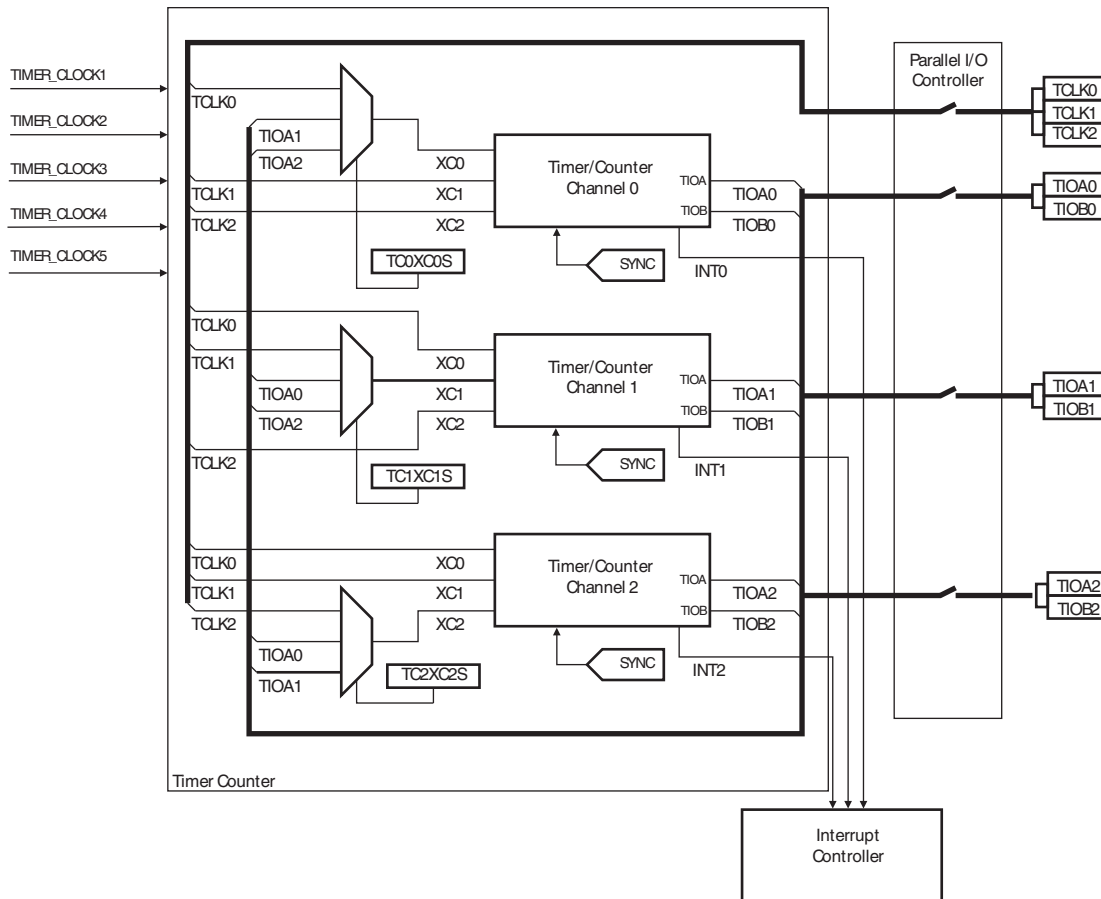 TIMER_CLOCK1
TIMER_CLOCK2
TIMER_CLOCK3
TIMER_CLOCK4
TIMER_CLOCK5
TCLK0
TIOA1
TIOA2
TCLK1
TCLK2
XC0
XC1
XC2
TC0XC0S
Timer/Counter
Channel 0
TIOA
TIOB
TIOA0
TIOB0
SYNC
INT0
TCLK0
TCLK1
TIOA0
TIOA2
TCLK2
XC0
XC1
XC2
TC1XC1S
Timer/Counter
Channel 1
TIOA
TIOB
TIOA1
TIOB1
SYNC
INT1
TCLK0
TCLK1
TCLK2
TIOA0
TIOA1
XC0
XC1
XC2
TC2XC2S
Timer/Counter
Channel 2
TIOA
TIOB
TIOA2
TIOB2
SYNC
INT2
Timer Counter
Parallel I/O
Controller
TCLK0
TCLK1
TCLK2
TIOA0
TIOB0
TIOA1
TIOB1
TIOA2
TIOB2
Interrupt
Controller